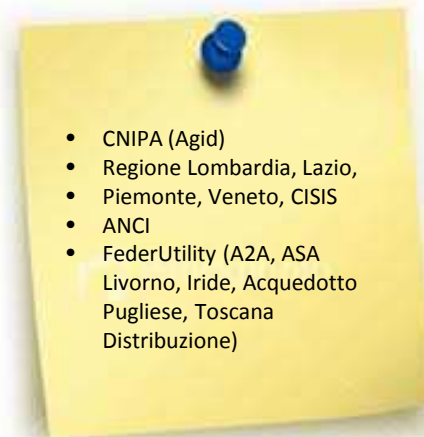 • CNIPA (Agid)
• Regione Lombardia, Lazio,
• Piemonte, Veneto, CISIS
• ANCI
• FederUtility (A2A, ASA
Livorno, Iride, Acquedotto
Pugliese, Toscana
Distribuzione)